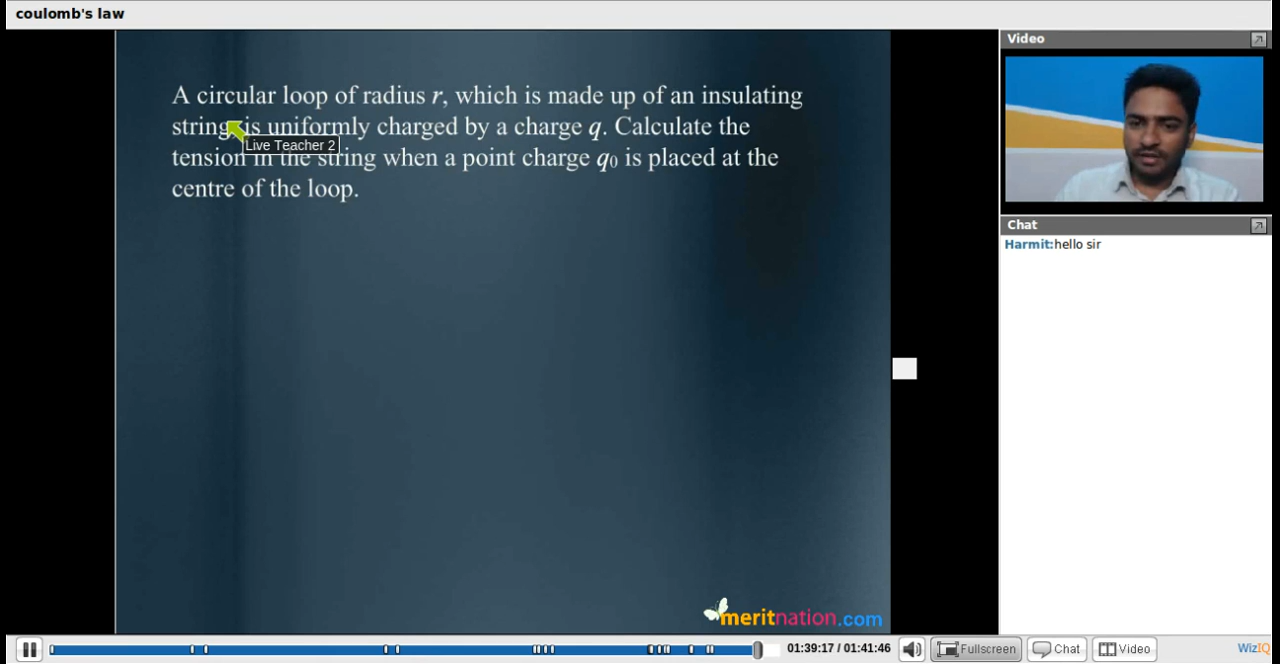 coulomb's law
A circular loop of radius r, which is made up of an insulating
string, is uniformly charged by a charge q. Calculate the
Live Teacher 2
tension in the string when a point charge q0 is placed at the
centre of the loop.
meritnation.com
Video
Chat
Harmit:hello sir
01:39:17 / 01:41:46
Fullscreen
Chat
Video
WizIQ